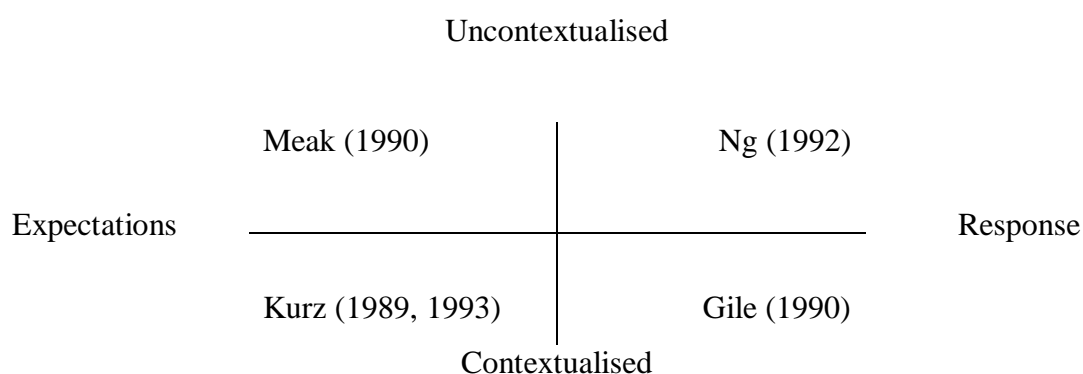 Uncontextualised
Meak (1990) Ng (1992)
Expectations Response
Kurz (1989, 1993) Gile (1990)
Contextualised